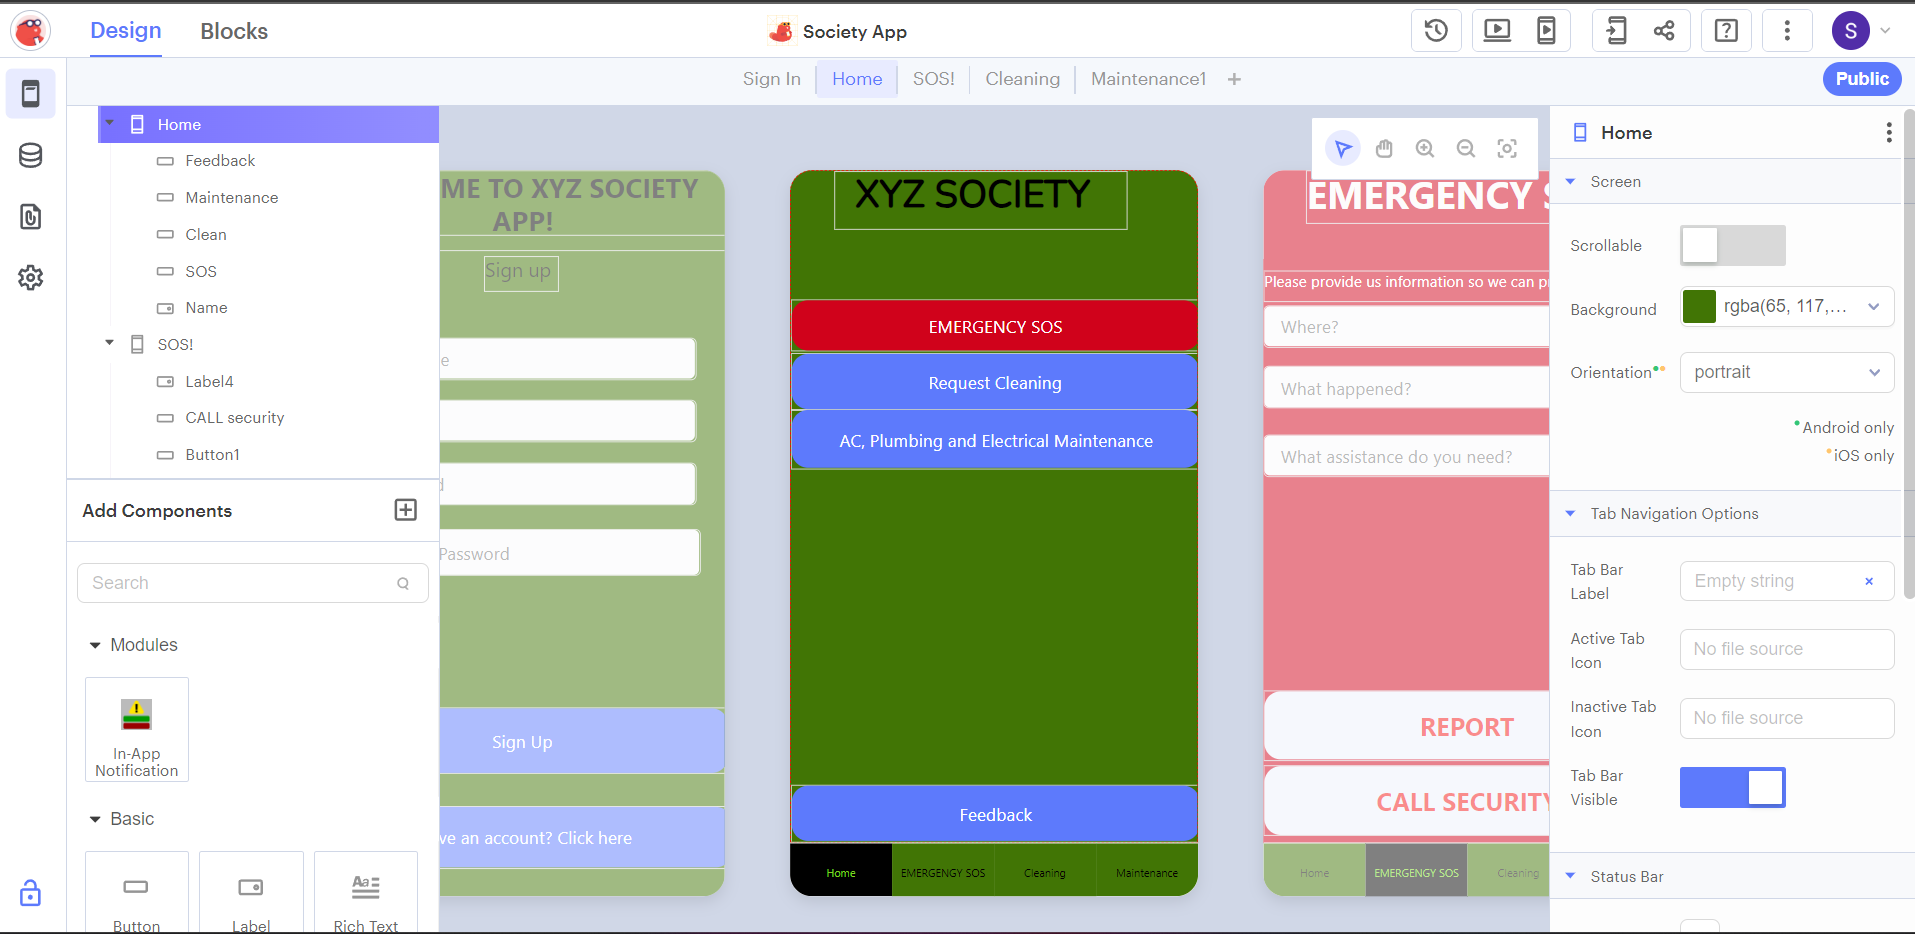 Design
Blocks
Society App
S
Sign In
Home
SOS!
Cleaning
Maintenance1
Public
Home
Feedback
Maintenance
Clean
SOS
Name
SOS!
Label4
CALL security
Button1
Add Components
Search
Modules
In-App
Notification
Basic
Button
Label
Rich Text
ME TO XYZ SOCIETY
APP!
Sign up
e
d
Password
Sign Up
ve an account? Click here
XYZ SOCIETY
EMERGENCY SOS
Request Cleaning
AC, Plumbing and Electrical Maintenance
Feedback
Home
EMERGENGY SOS
Cleaning
Maintenance
EMERGENCY S
Please provide us information so we can p
Where?
What happened?
What assistance do you need?
REPORT
CALL SECURITY
Home
EMERGENGY SOS
Cleaning
Home
Screen
Scrollable
Background
rgba(65, 117,...
Orientation
portrait
Android only
iOS only
Tab Navigation Options
Tab Bar
Label
Empty string
Active Tab
Icon
No file source
Inactive Tab
Icon
No file source
Tab Bar
Visible
Status Bar